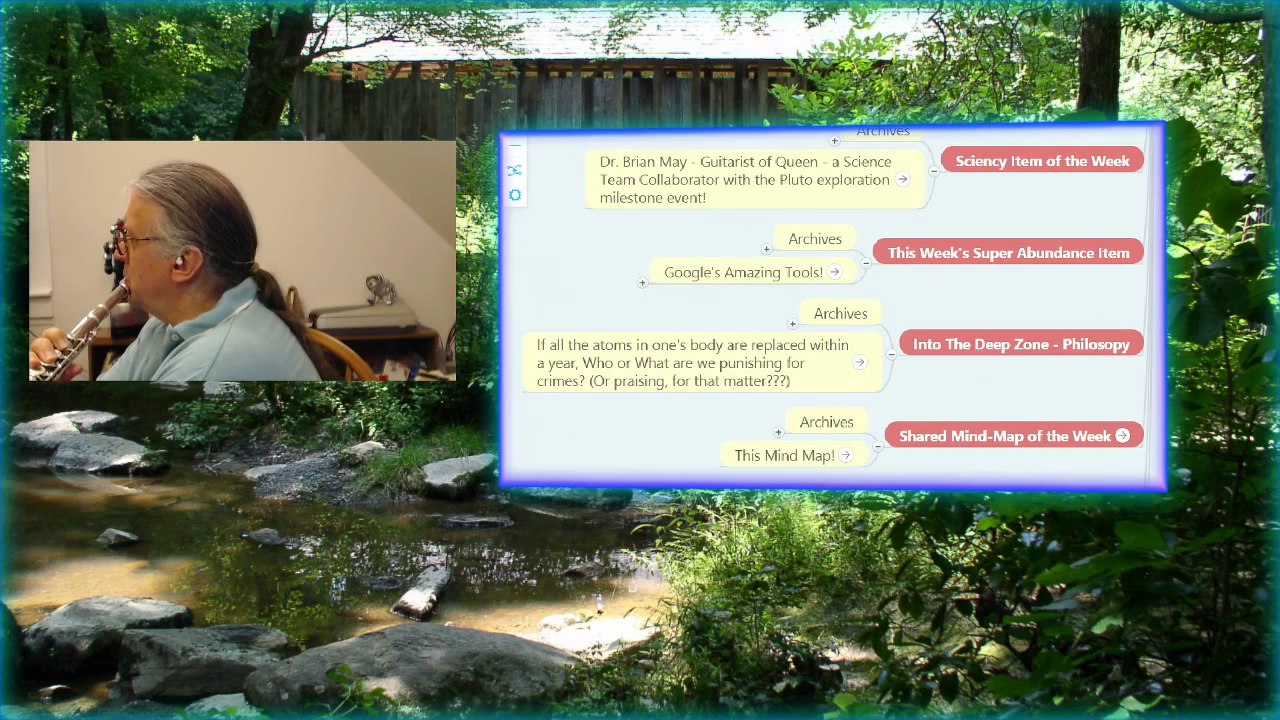 Archives
Sciency Item of the Week
Dr. Brian May - Guitarist of Queen - a Science
Team Collaborator with the Pluto exploration
milestone event!
Archives
This Week's Super Abundance Item
Google's Amazing Tools!
Archives
Into The Deep Zone - Philisopy
If all the atoms in one's body are replaced within
a year, Who or What are we punishing for
crimes? (Or praising, for that matter???)
Archives
Shared Mind-Map of the Week
This Mind Map!